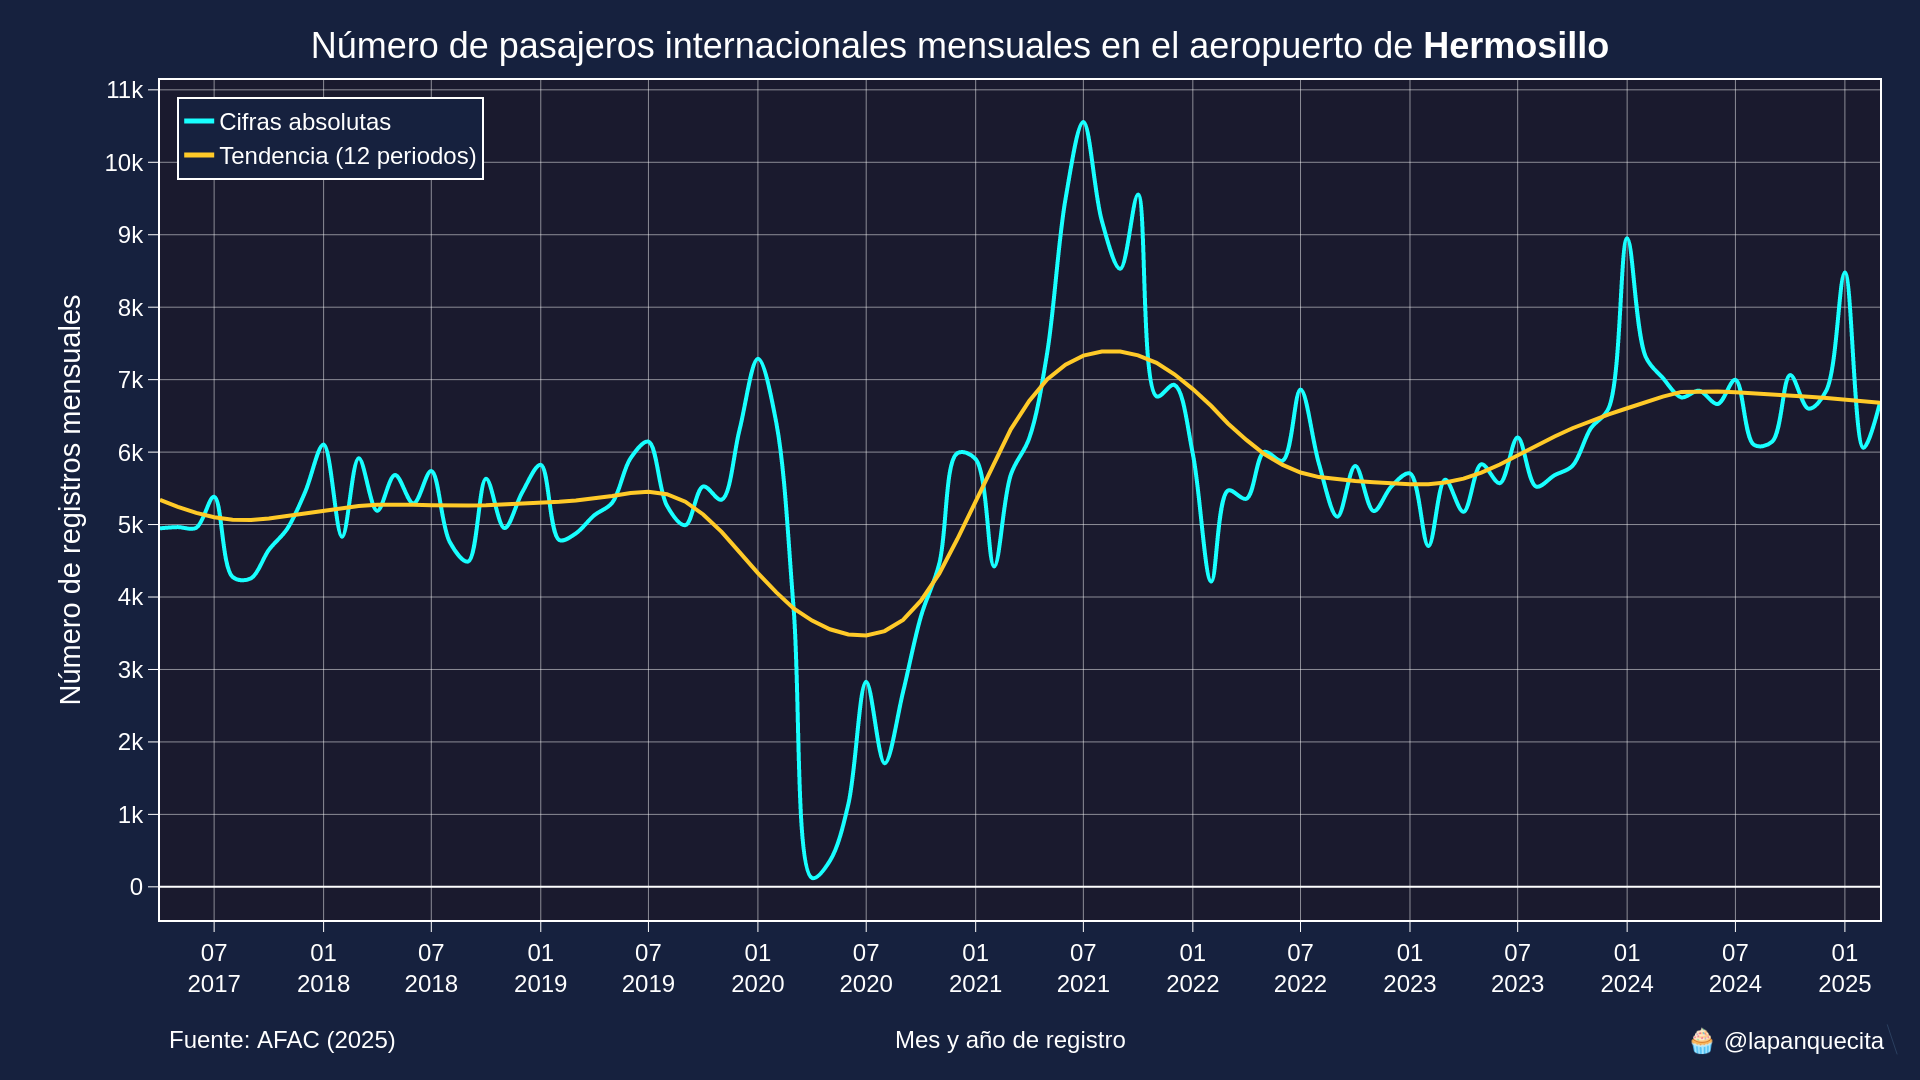 Número de pasajeros internacionales mensuales en el aeropuerto de Hermosillo
Cifras absolutas
Tendencia (12 periodos)
Número de registros mensuales
11k
10k
9k
8k
7k
6k
5k
4k
3k
2k
1k
0
07 01 07 01 07 01 07 01 07 01 07 01 07 01 07 01
2017 2018 2018 2019 2019 2020 2020 2021 2021 2022 2022 2023 2023 2024 2024 2025
Fuente: AFAC (2025)
Mes y año de registro
🧁 @lapanquecita